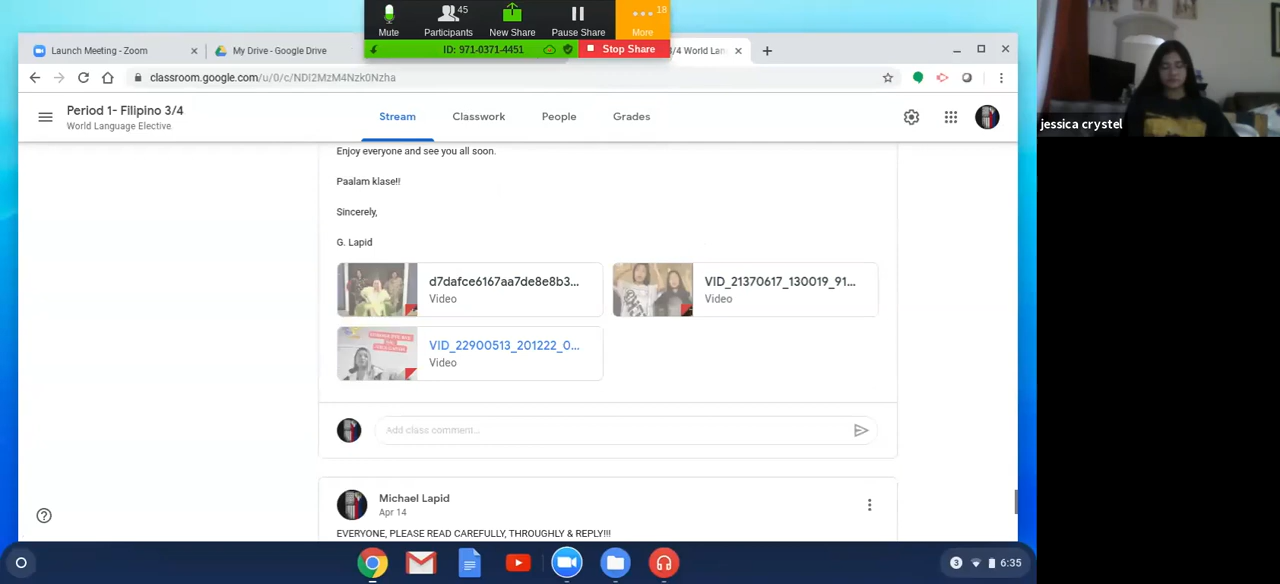 45
18
Mute
Participants
New Share
Pause Share
More
ID: 971-0371-4451
Stop Share
Launch Meeting - Zoom
My Drive - Google Drive
3/4 World Lan
classroom.google.com/u/0/c/NDI2MzM4Nzk0Nzha
Period 1- Filipino 3/4
World Language Elective
Stream
Classwork
People
Grades
jessica crystel
Enjoy everyone and see you all soon.
Paalam klase!!
Sincerely,
G. Lapid
d7dafce6167aa7de8e8b3...
Video
VID_21370617_130019_91...
Video
VID_22900513_201222_0...
Video
Add class comment...
Michael Lapid
Apr 14
EVERYONE, PLEASE READ CAREFULLY, THROUGHLY & REPLY!!!
3
6:35